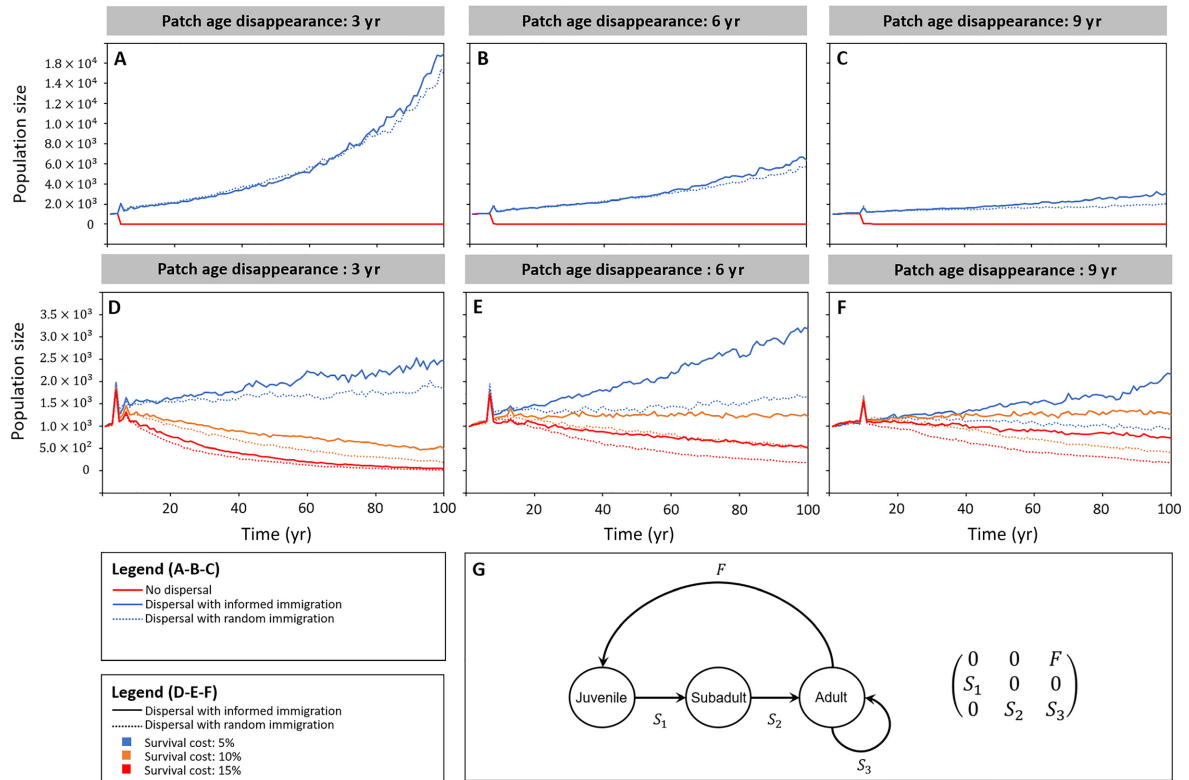 Patch age disappearance: 3 yr
Patch age disappearance: 6 yr
Patch age disappearance: 9 yr
A
B
C
Population size
1.8 × 10⁴
1.4 × 10⁴
1.0 × 10⁴
8.0 × 10³
6.0 × 10³
4.0 × 10³
2.0 × 10³
0
Patch age disappearance : 3 yr
Patch age disappearance : 6 yr
Patch age disappearance : 9 yr
D
E
F
Population size
3.5 × 10³
3.0 × 10³
2.5 × 10³
2.0 × 10³
1.5 × 10³
1.0 × 10³
5.0 × 10²
0
20 40 60 80 100
20 40 60 80 100
20 40 60 80 100
Time (yr)
Time (yr)
Time (yr)
Legend (A-B-C)
No dispersal
Dispersal with informed immigration
Dispersal with random immigration
Legend (D-E-F)
Dispersal with informed immigration
Dispersal with random immigration
Survival cost: 5%
Survival cost: 10%
Survival cost: 15%
G
F
Juvenile
Subadult
Adult
S₁
S₂
S₃
0 0 F
S₁ 0 0
0 S₂ S₃